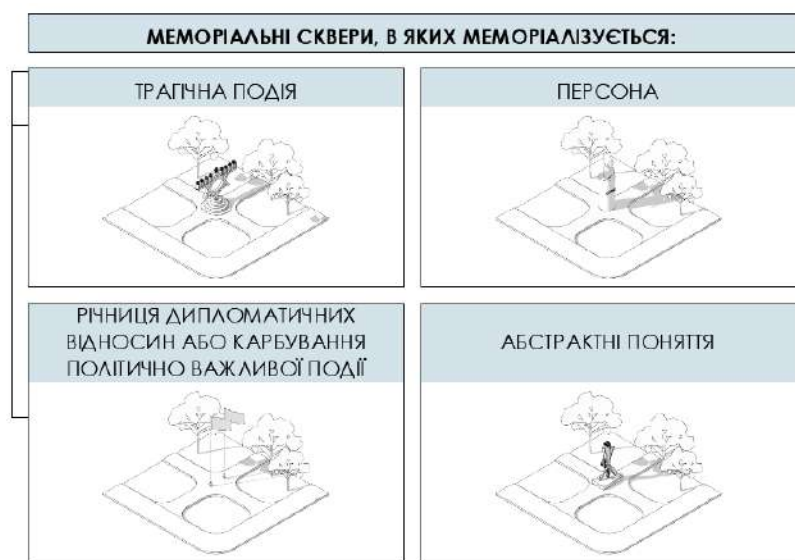 МЕМОРІАЛЬНІ СКВЕРИ, В ЯКИХ МЕМОРІАЛІЗУЄТЬСЯ:
ТРАГІЧНА ПОДІЯ
ПЕРСОНА
РІЧНИЦЯ ДИПЛОМАТИЧНИХ
ВІДНОСИН АБО КАРБУВАННЯ
ПОЛІТИЧНО ВАЖЛИВОЇ ПОДІЇ
АБСТРАКТНІ ПОНЯТТЯ